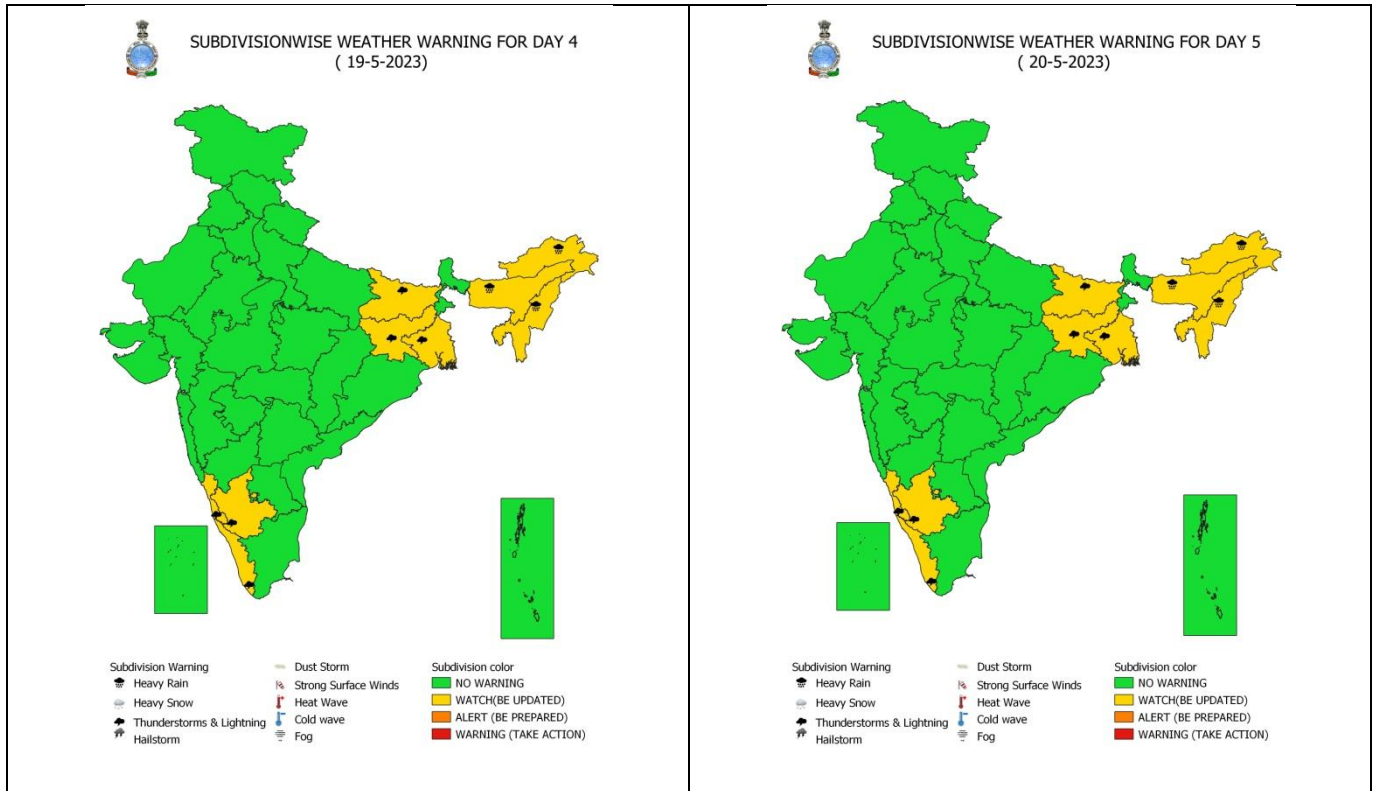 SUBDIVISIONWISE WEATHER WARNING FOR DAY 4
( 19-5-2023)
Subdivision Warning
Heavy Rain
Heavy Snow
Thunderstorms & Lightning
Hailstorm
Dust Storm
Strong Surface Winds
Heat Wave
Cold wave
Fog
Subdivision color
NO WARNING
WATCH(BE UPDATED)
ALERT (BE PREPARED)
WARNING (TAKE ACTION)
SUBDIVISIONWISE WEATHER WARNING FOR DAY 5
( 20-5-2023)
Subdivision Warning
Heavy Rain
Heavy Snow
Thunderstorms & Lightning
Hailstorm
Dust Storm
Strong Surface Winds
Heat Wave
Cold wave
Fog
Subdivision color
NO WARNING
WATCH(BE UPDATED)
ALERT (BE PREPARED)
WARNING (TAKE ACTION)